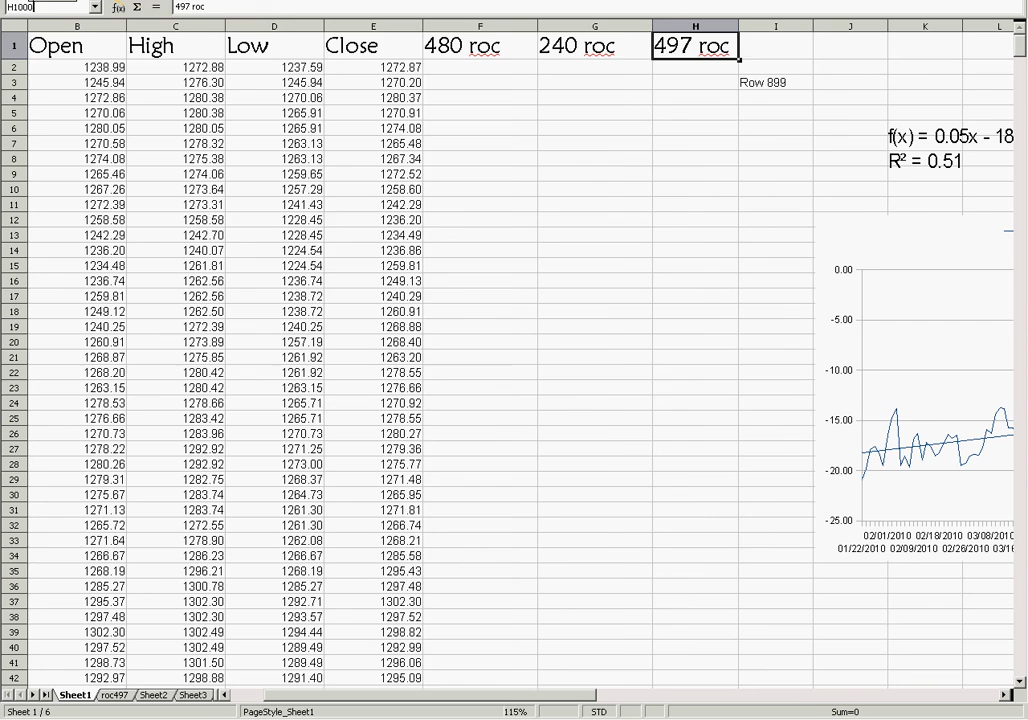 H1000 f(x) Σ = 497 roc
B C D E F G H I J K L
1 Open High Low Close 480 roc 240 roc 497 roc
2 1238.99 1272.88 1237.59 1272.87
3 1245.94 1276.30 1245.94 1270.20 Row 899
4 1272.86 1280.38 1270.06 1280.37
5 1270.06 1280.38 1265.91 1270.91
6 1280.05 1280.05 1265.91 1274.08
7 1270.58 1278.32 1263.13 1265.48 f(x) = 0.05x - 18
8 1274.08 1275.38 1263.13 1267.34 R² = 0.51
9 1265.46 1274.06 1259.65 1272.52
10 1267.26 1273.64 1257.29 1258.60
11 1272.39 1273.31 1241.43 1242.29
12 1258.58 1258.58 1228.45 1236.20
13 1242.29 1242.70 1228.45 1234.49
14 1236.20 1240.07 1224.54 1236.86
15 1234.48 1261.81 1224.54 1259.81 0.00
16 1236.74 1262.56 1236.74 1249.13
17 1259.81 1262.56 1238.72 1240.29
18 1249.12 1262.50 1238.72 1260.91 -5.00
19 1240.25 1272.39 1240.25 1268.88
20 1260.91 1273.89 1257.19 1268.40
21 1268.87 1275.85 1261.92 1263.20
22 1268.20 1280.42 1261.92 1278.55 -10.00
23 1263.15 1280.42 1263.15 1276.66
24 1278.53 1278.66 1265.71 1270.92
25 1276.66 1283.42 1265.71 1278.55 -15.00
26 1270.73 1283.96 1270.73 1280.27
27 1278.22 1292.92 1271.25 1279.36
28 1280.26 1292.92 1273.00 1275.77 -20.00
29 1279.31 1282.75 1268.37 1271.48
30 1275.67 1283.74 1264.73 1265.95
31 1271.13 1283.74 1261.30 1271.81
32 1265.72 1272.55 1261.30 1266.74 -25.00
33 1271.64 1278.90 1262.08 1268.21 02/01/2010 02/18/2010 03/08/2010
34 1266.67 1286.23 1266.67 1285.58 01/22/2010 02/09/2010 02/26/2010 03/16
35 1268.19 1296.21 1268.19 1295.43
36 1285.27 1300.78 1285.27 1297.48
37 1295.37 1302.30 1292.71 1302.30
38 1297.48 1302.30 1293.57 1297.52
39 1302.30 1302.49 1294.44 1298.82
40 1297.52 1302.49 1289.49 1292.99
41 1298.73 1301.50 1289.49 1296.06
42 1292.97 1298.88 1291.40 1295.09
Sheet1 roc497 Sheet2 Sheet3
Sheet 1 / 6 PageStyle_Sheet1 115% STD Sum=0